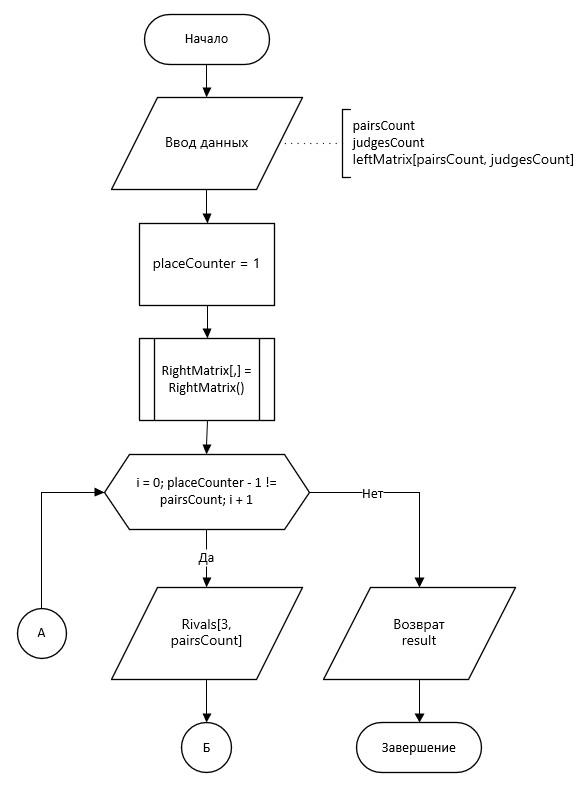 Начало
Ввод данных
pairsCount
judgesCount
leftMatrix[pairsCount, judgesCount]
placeCounter = 1
RightMatrix[,] =
RightMatrix()
i = 0; placeCounter - 1 !=
pairsCount; i + 1
Нет
Да
А
Rivals[3,
pairsCount]
Возврат
result
Б
Завершение